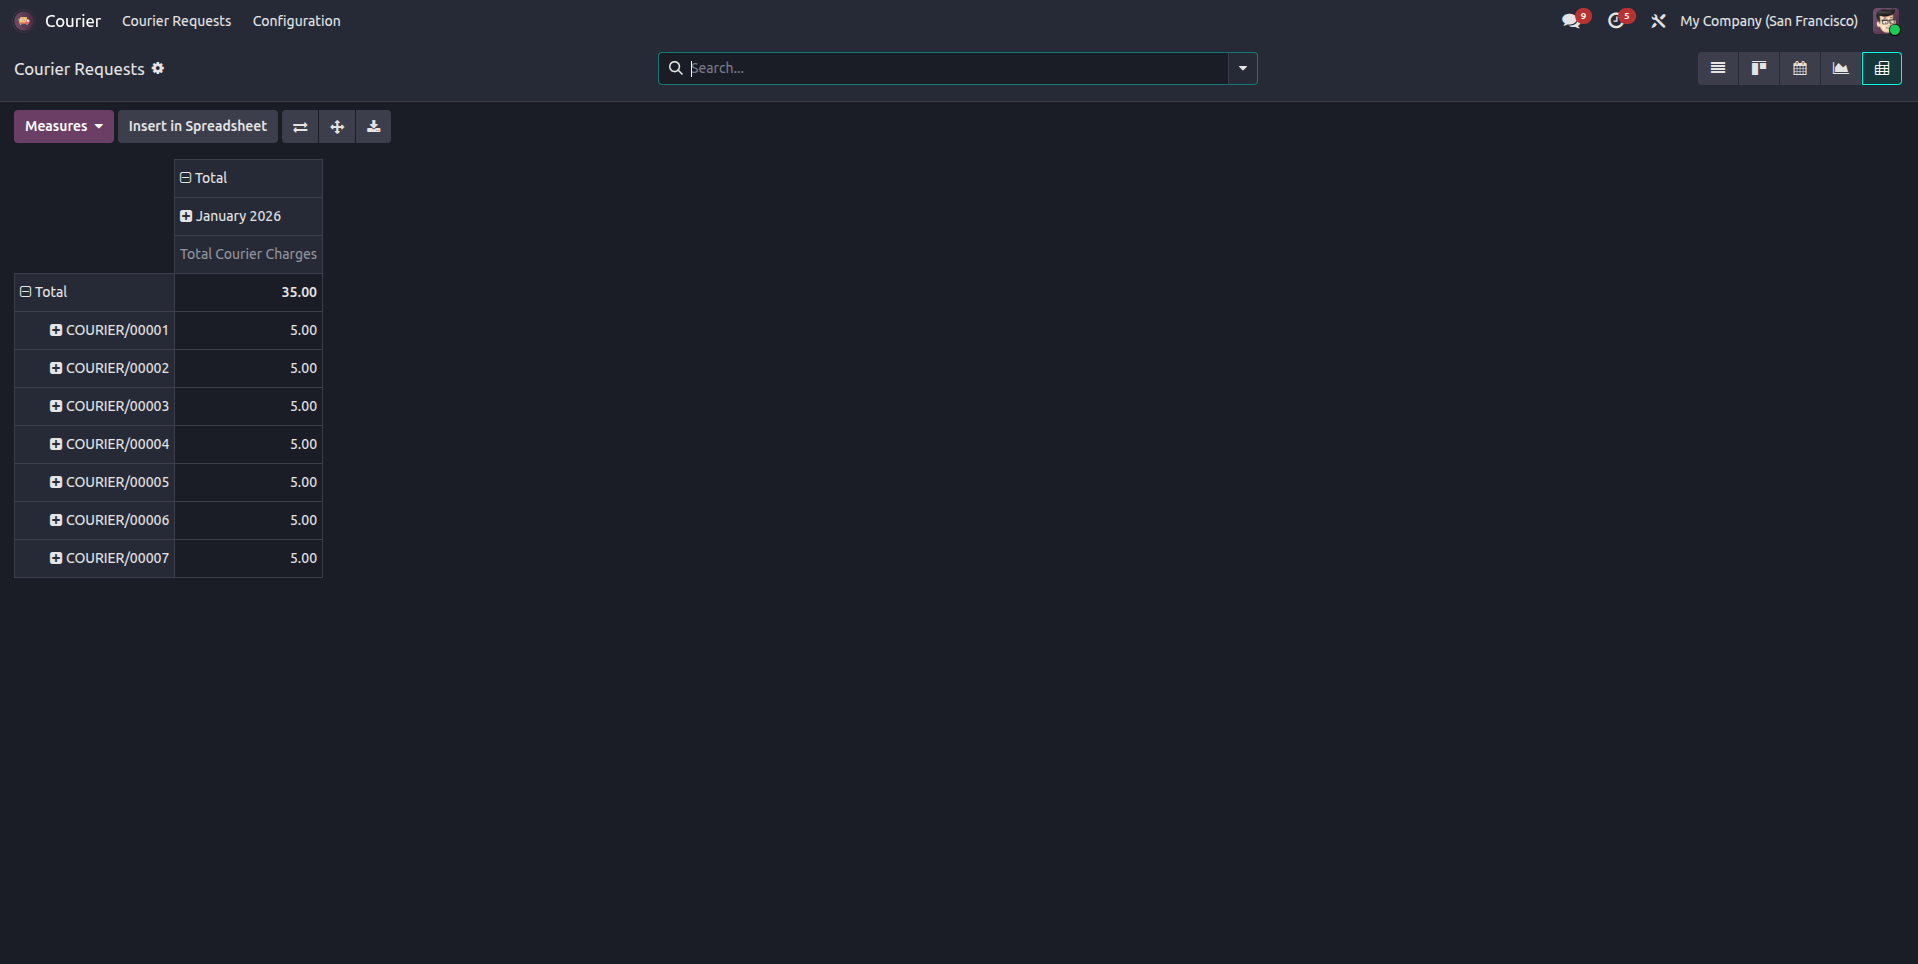 Courier Courier Requests Configuration 9 5 My Company (San Francisco)
Courier Requests Search...
Measures Insert in Spreadsheet
Total
January 2026
Total Courier Charges
Total 35.00
COURIER/00001 5.00
COURIER/00002 5.00
COURIER/00003 5.00
COURIER/00004 5.00
COURIER/00005 5.00
COURIER/00006 5.00
COURIER/00007 5.00